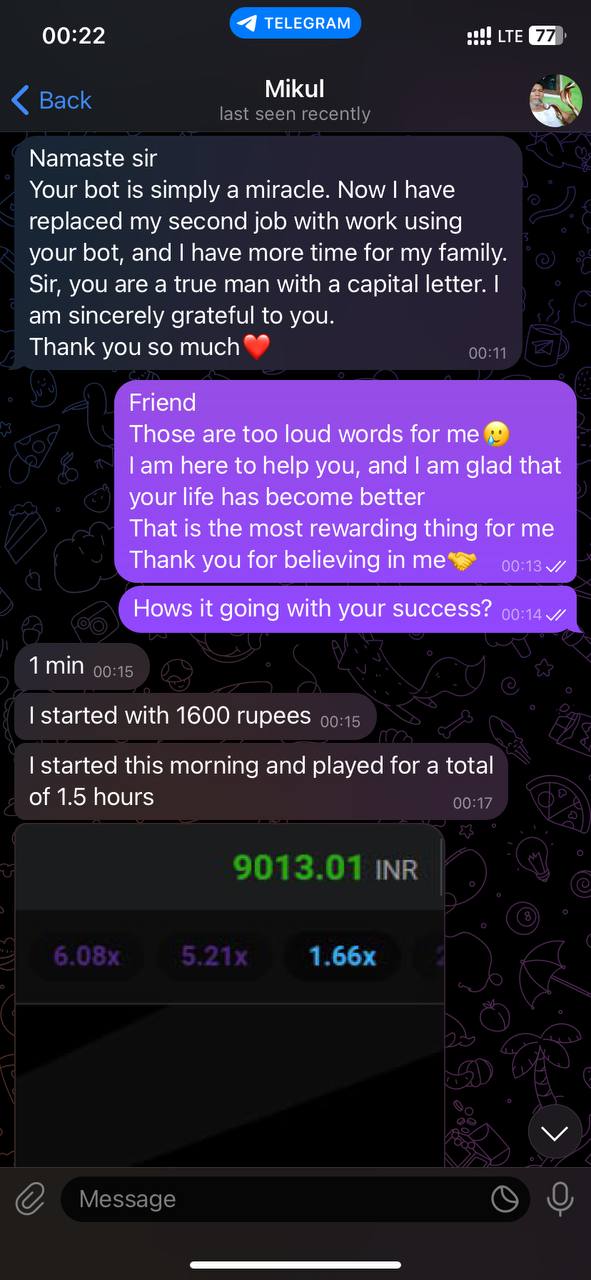 00:22
TELEGRAM
LTE 77
Back
Mikul
last seen recently
Namaste sir
Your bot is simply a miracle. Now I have
replaced my second job with work using
your bot, and I have more time for my family.
Sir, you are a true man with a capital letter. I
am sincerely grateful to you.
Thank you so much❤️
00:11
Friend
Those are too loud words for me🥲
I am here to help you, and I am glad that
your life has become better
That is the most rewarding thing for me
Thank you for believing in me🤝 00:13
Hows it going with your success? 00:14
1 min 00:15
I started with 1600 rupees 00:15
I started this morning and played for a total
of 1.5 hours 00:17
9013.01 INR
6.08x 5.21x 1.66x
Message